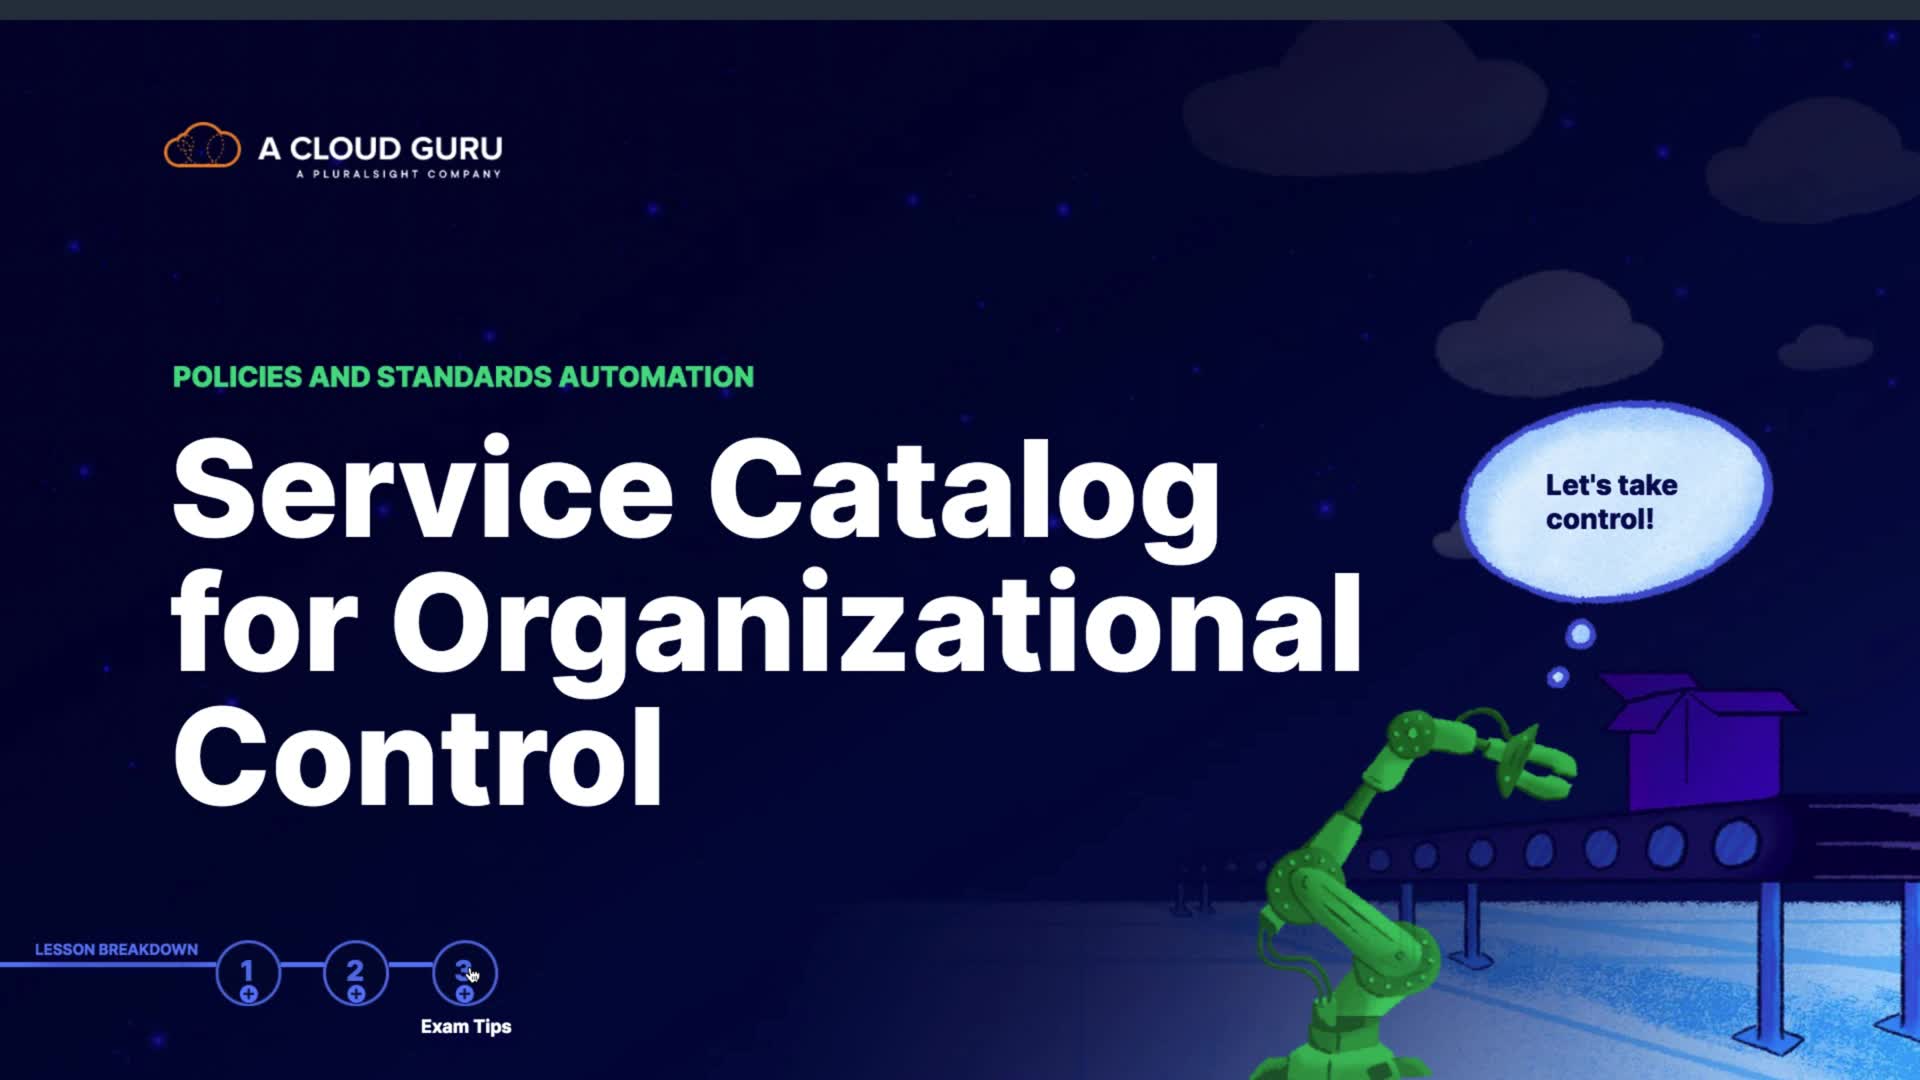 A CLOUD GURU
A PLURALSIGHT COMPANY
POLICIES AND STANDARDS AUTOMATION
Service Catalog
for Organizational
Control
Let's take
control!
LESSON BREAKDOWN
1
2
3
Exam Tips